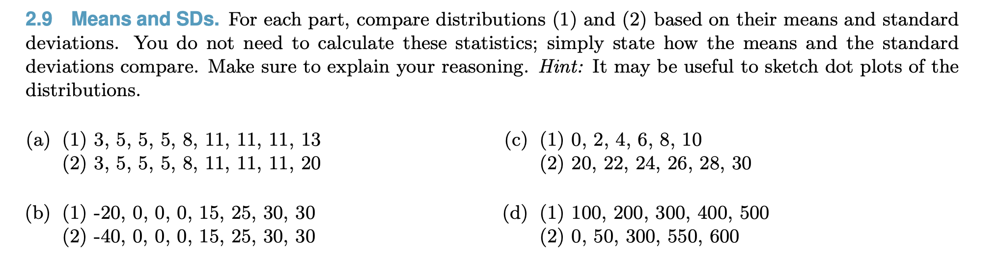 2.9 Means and SDs. For each part, compare distributions (1) and (2) based on their means and standard
deviations. You do not need to calculate these statistics; simply state how the means and the standard
deviations compare. Make sure to explain your reasoning. Hint: It may be useful to sketch dot plots of the
distributions.
(a) (1) 3, 5, 5, 5, 8, 11, 11, 11, 13
(2) 3, 5, 5, 5, 8, 11, 11, 11, 20
(b) (1) -20, 0, 0, 0, 15, 25, 30, 30
(2) -40, 0, 0, 0, 15, 25, 30, 30
(c) (1) 0, 2, 4, 6, 8, 10
(2) 20, 22, 24, 26, 28, 30
(d) (1) 100, 200, 300, 400, 500
(2) 0, 50, 300, 550, 600